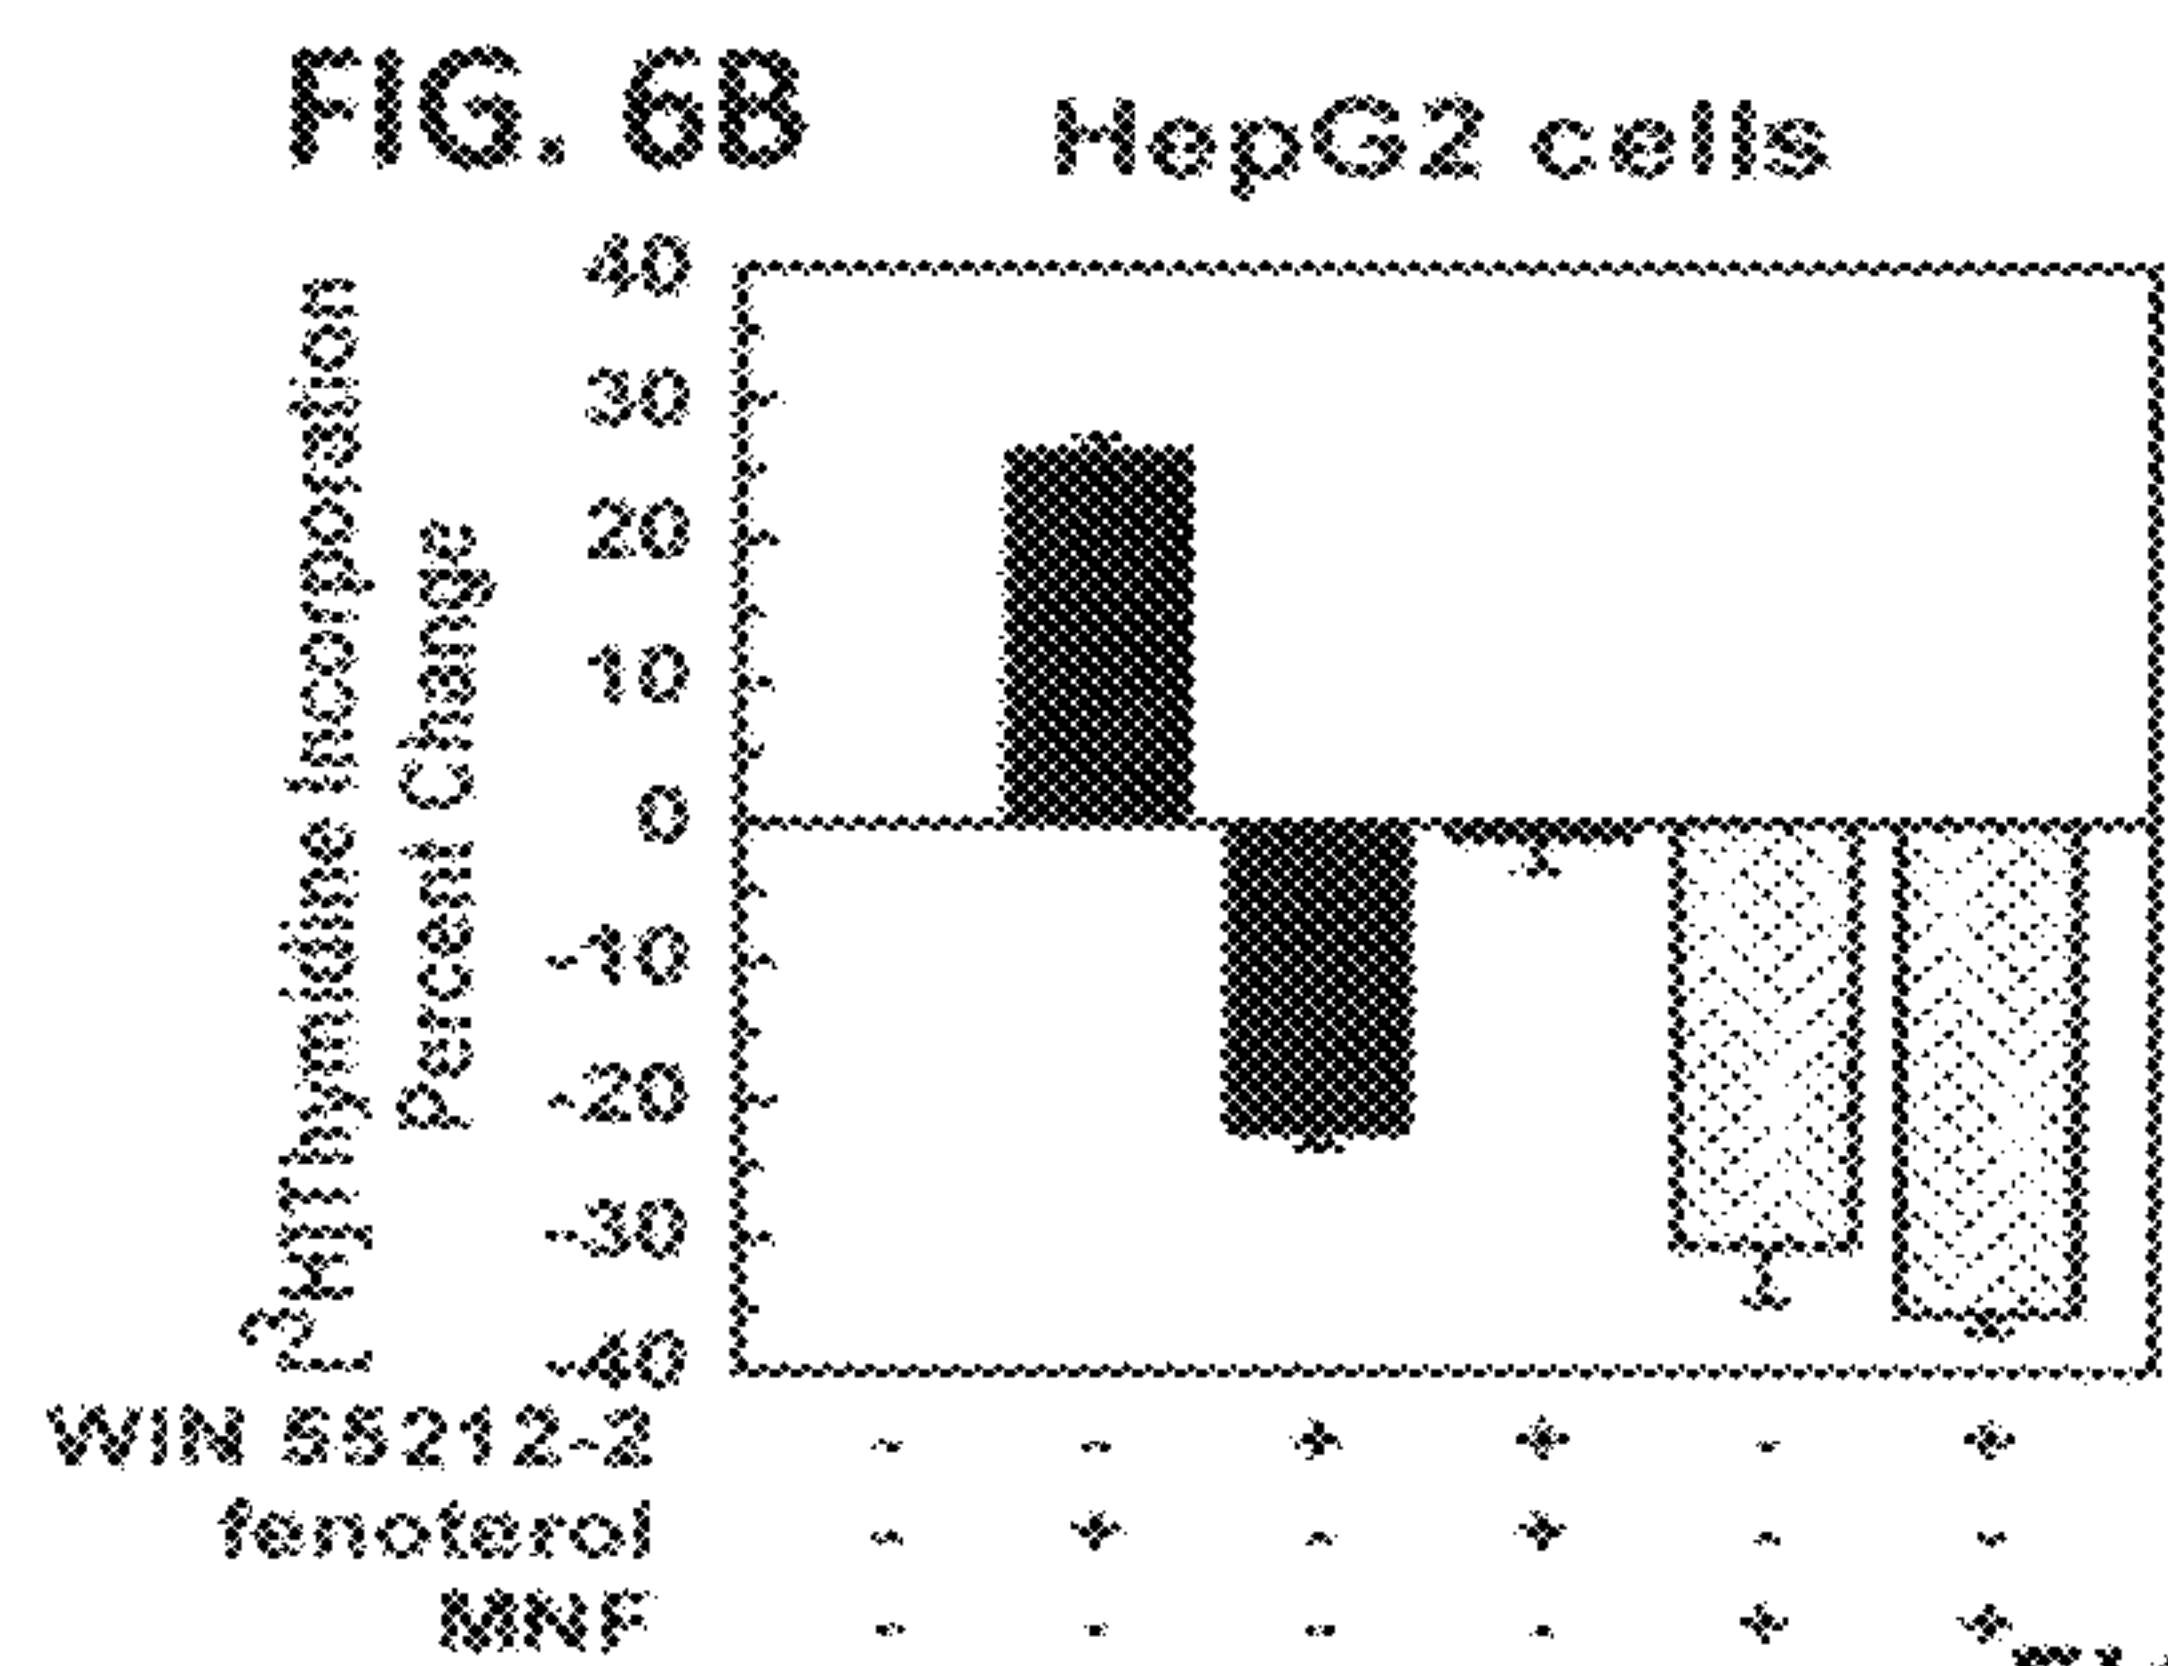 FIG. 6B
HepG2 cells
[3H]Thymidine Incorporation
Percent Change
40
30
20
10
0
-10
-20
-30
-40
WIN 55212-2 - - + + - +
fenoterol - + - + - -
MNF - - - - + +